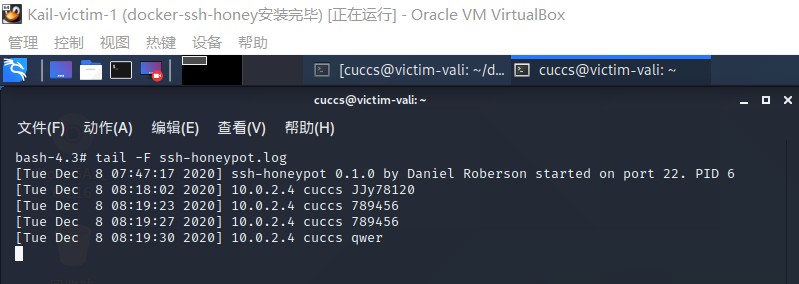 Kail-victim-1 (docker-ssh-honey安装完毕) [正在运行] - Oracle VM VirtualBox
管理 控制 视图 热键 设备 帮助
[cuccs@victim-vali: ~/d... cuccs@victim-vali: ~
cuccs@victim-vali: ~
文件(F) 动作(A) 编辑(E) 查看(V) 帮助(H)
bash-4.3# tail -F ssh-honeypot.log
[Tue Dec  8 07:47:17 2020] ssh-honeypot 0.1.0 by Daniel Roberson started on port 22. PID 6
[Tue Dec  8 08:18:02 2020] 10.0.2.4 cuccs JJy78120
[Tue Dec  8 08:19:23 2020] 10.0.2.4 cuccs 789456
[Tue Dec  8 08:19:27 2020] 10.0.2.4 cuccs 789456
[Tue Dec  8 08:19:30 2020] 10.0.2.4 cuccs qwer